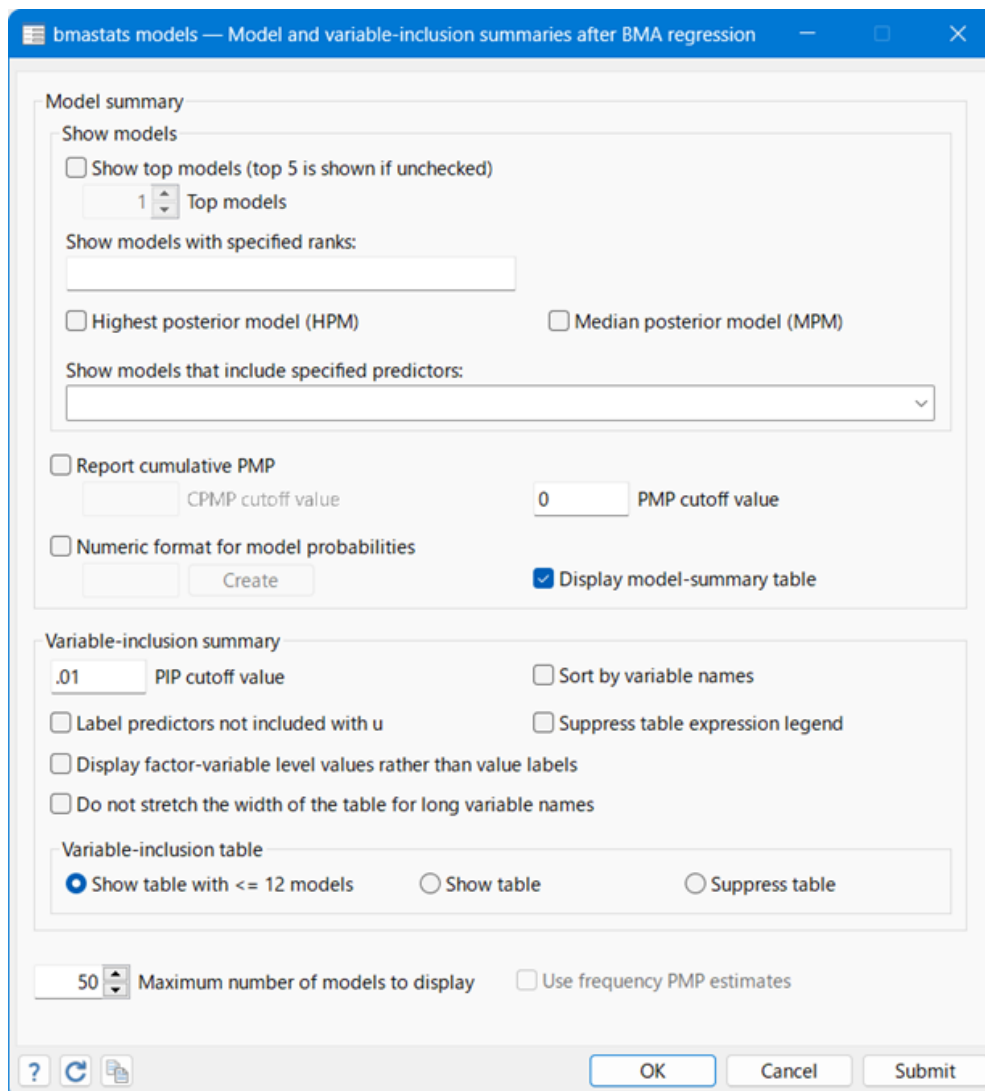 bmastats models — Model and variable-inclusion summaries after BMA regression
Model summary
Show models
Show top models (top 5 is shown if unchecked)
1 Top models
Show models with specified ranks:
Highest posterior model (HPM) Median posterior model (MPM)
Show models that include specified predictors:
Report cumulative PMP
CPMP cutoff value 0 PMP cutoff value
Numeric format for model probabilities
Create Display model-summary table
Variable-inclusion summary
.01 PIP cutoff value Sort by variable names
Label predictors not included with u Suppress table expression legend
Display factor-variable level values rather than value labels
Do not stretch the width of the table for long variable names
Variable-inclusion table
Show table with <= 12 models Show table Suppress table
50 Maximum number of models to display Use frequency PMP estimates
? OK Cancel Submit